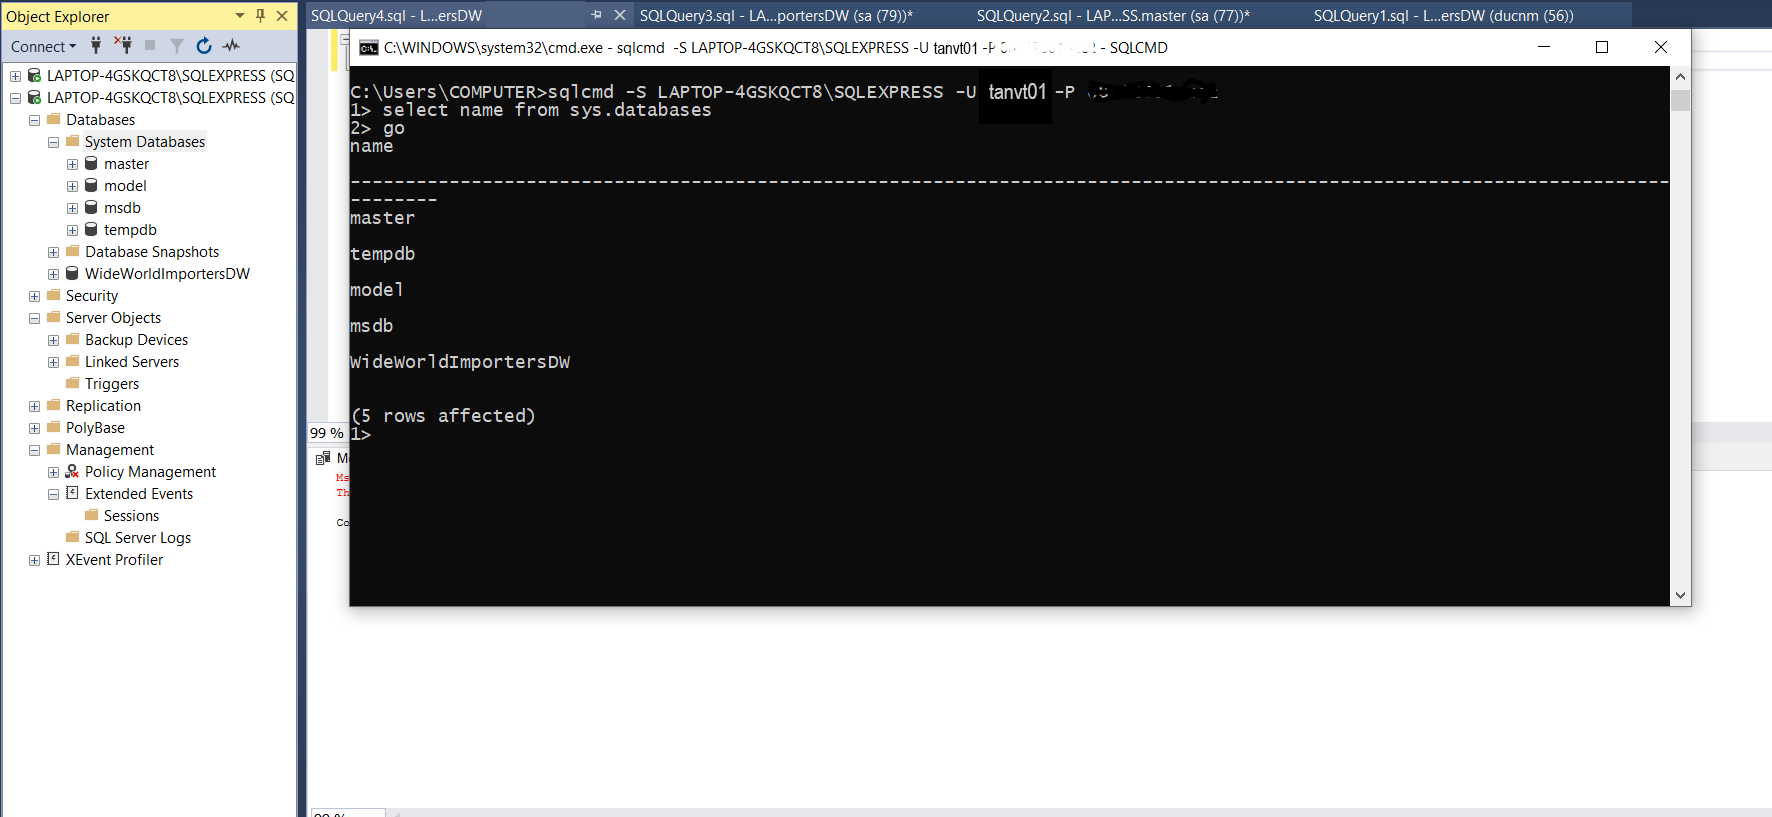 Object Explorer
Connect
LAPTOP-4GSKQCT8\SQLEXPRESS (SQ
LAPTOP-4GSKQCT8\SQLEXPRESS (SQ
Databases
System Databases
master
model
msdb
tempdb
Database Snapshots
WideWorldImportersDW
Security
Server Objects
Backup Devices
Linked Servers
Triggers
Replication
PolyBase
Management
Policy Management
Extended Events
Sessions
SQL Server Logs
XEvent Profiler
SQLQuery4.sql - L...ersDW
SQLQuery3.sql - LA...portersDW (sa (79))*
SQLQuery2.sql - LAP...SS.master (sa (77))*
SQLQuery1.sql - L...ersDW (ducnm (56))
C:\WINDOWS\system32\cmd.exe - sqlcmd -S LAPTOP-4GSKQCT8\SQLEXPRESS -U tanvt01 -P - SQLCMD
C:\Users\COMPUTER>sqlcmd -S LAPTOP-4GSKQCT8\SQLEXPRESS -U tanvt01 -P
1> select name from sys.databases
2> go
name
--------------------------------------------------------------------------------------------------------------------------------
master
tempdb
model
msdb
WideWorldImportersDW
(5 rows affected)
1>
99 %